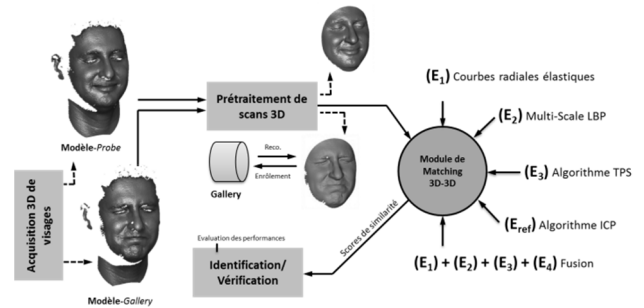 Acquisition 3D de
visages
Modèle-Probe
Modèle-Gallery
Prétraitement de
scans 3D
Gallery
Reco.
Enrôlement
Evaluation des performances
Identification/
Vérification
Scores de similarité
Module de
Matching
3D-3D
(E1) Courbes radiales élastiques
(E2) Multi-Scale LBP
(E3) Algorithme TPS
(Eref) Algorithme ICP
(E1) + (E2) + (E3) + (E4) Fusion